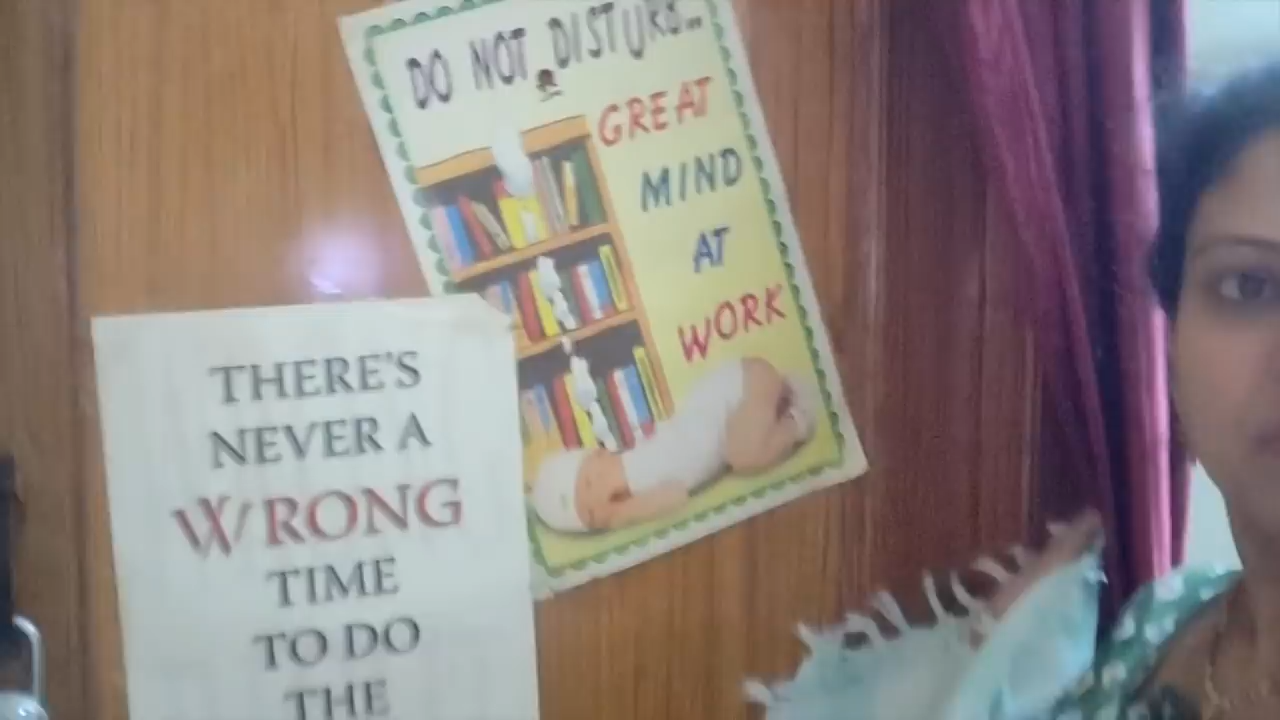 DO NOT DISTURB...
GREAT
MIND
AT
WORK
THERE'S
NEVER A
WRONG
TIME
TO DO
THE